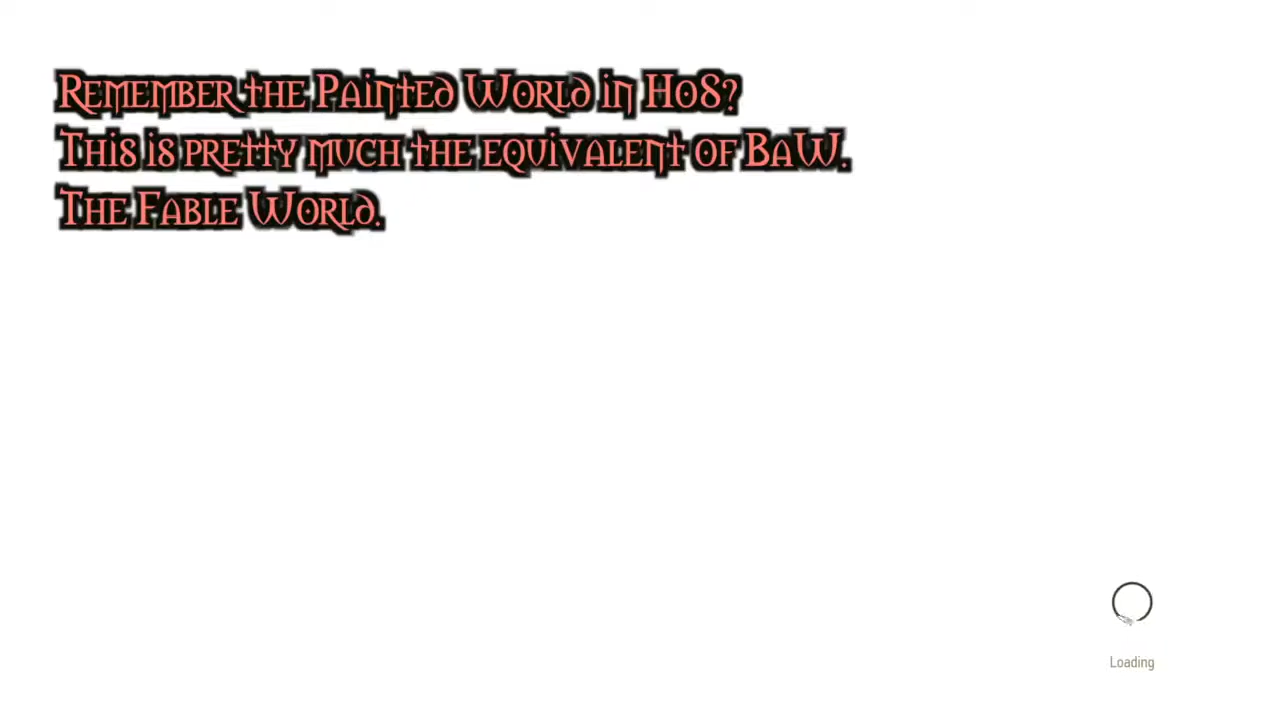 Remember the Painted World in HoS?
This is pretty much the equivalent of BaW.
The Fable World.
Loading